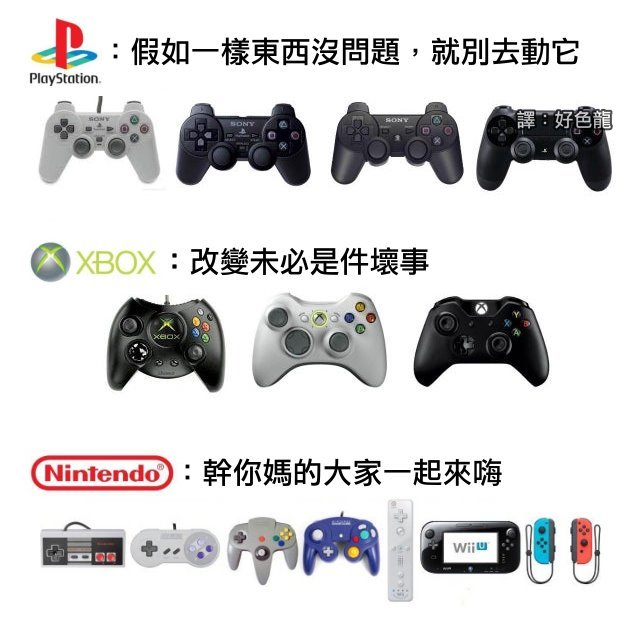 PlayStation.
：假如一樣東西沒問題，就別去動它
SONY
SONY
SONY
譯：好色龍
XBOX：改變未必是件壞事
XBOX
Nintendo®：幹你媽的大家一起來嗨
Wii U